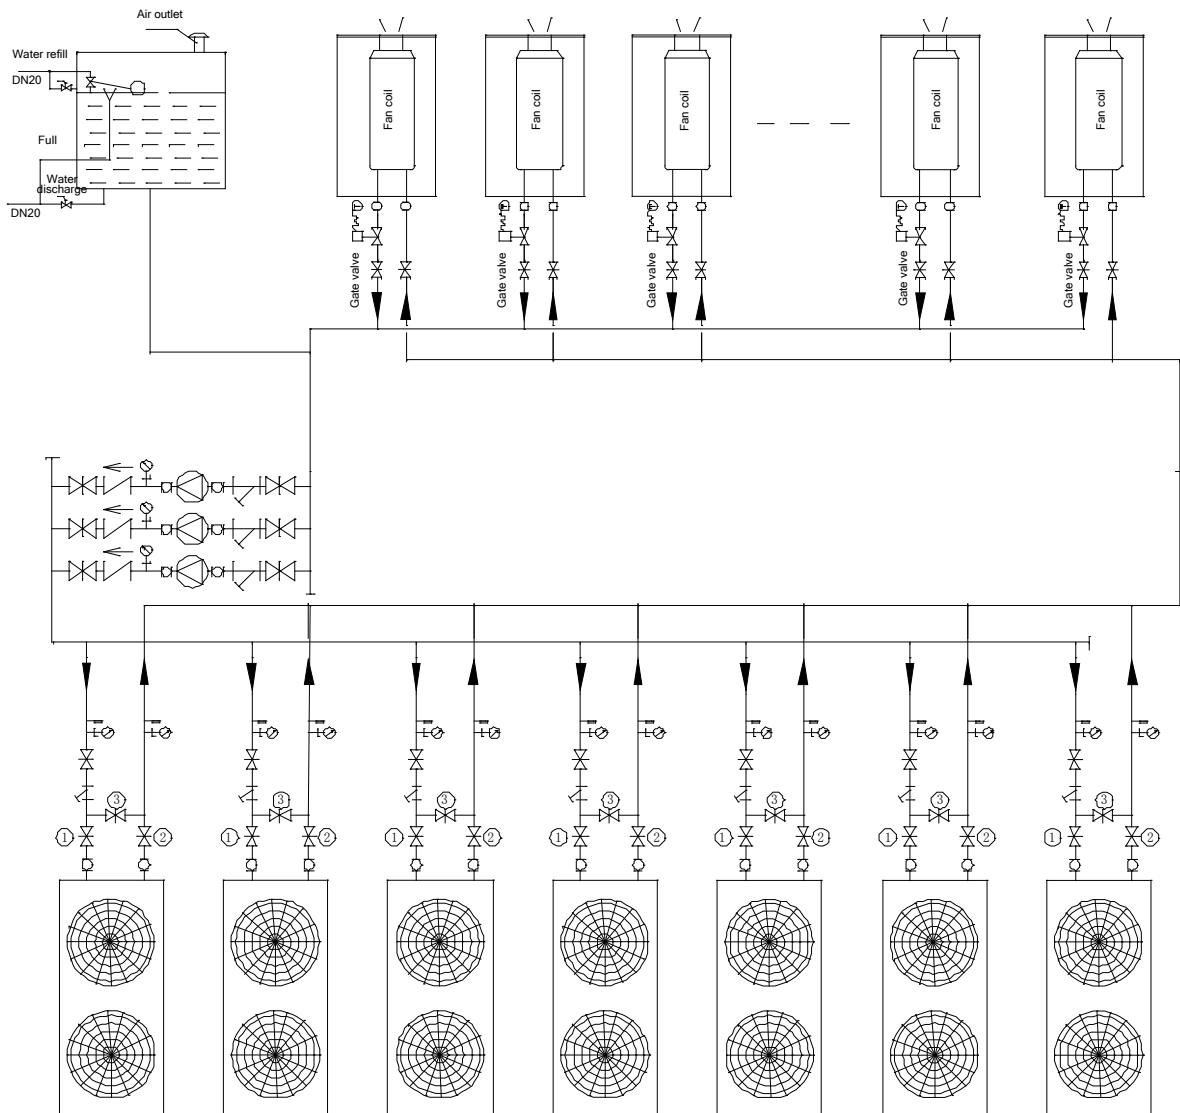 Air outlet
Water refill
DN20
Full
Water
discharge
DN20
Fan coil
Fan coil
Fan coil
Fan coil
Fan coil
Gate valve
Gate valve
Gate valve
Gate valve
Gate valve
3
3
3
3
3
3
3
1
2
1
2
1
2
1
2
1
2
1
2
1
2